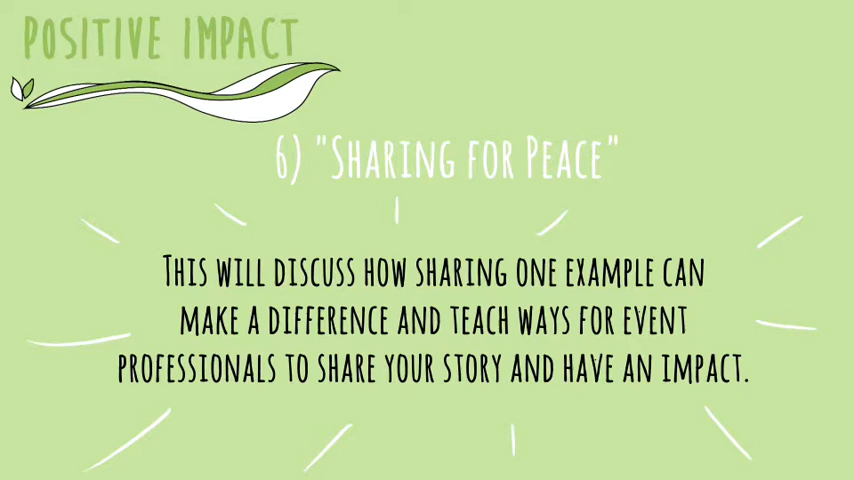 POSITIVE IMPACT
6) "SHARING FOR PEACE"
THIS WILL DISCUSS HOW SHARING ONE EXAMPLE CAN
MAKE A DIFFERENCE AND TEACH WAYS FOR EVENT
PROFESSIONALS TO SHARE YOUR STORY AND HAVE AN IMPACT.